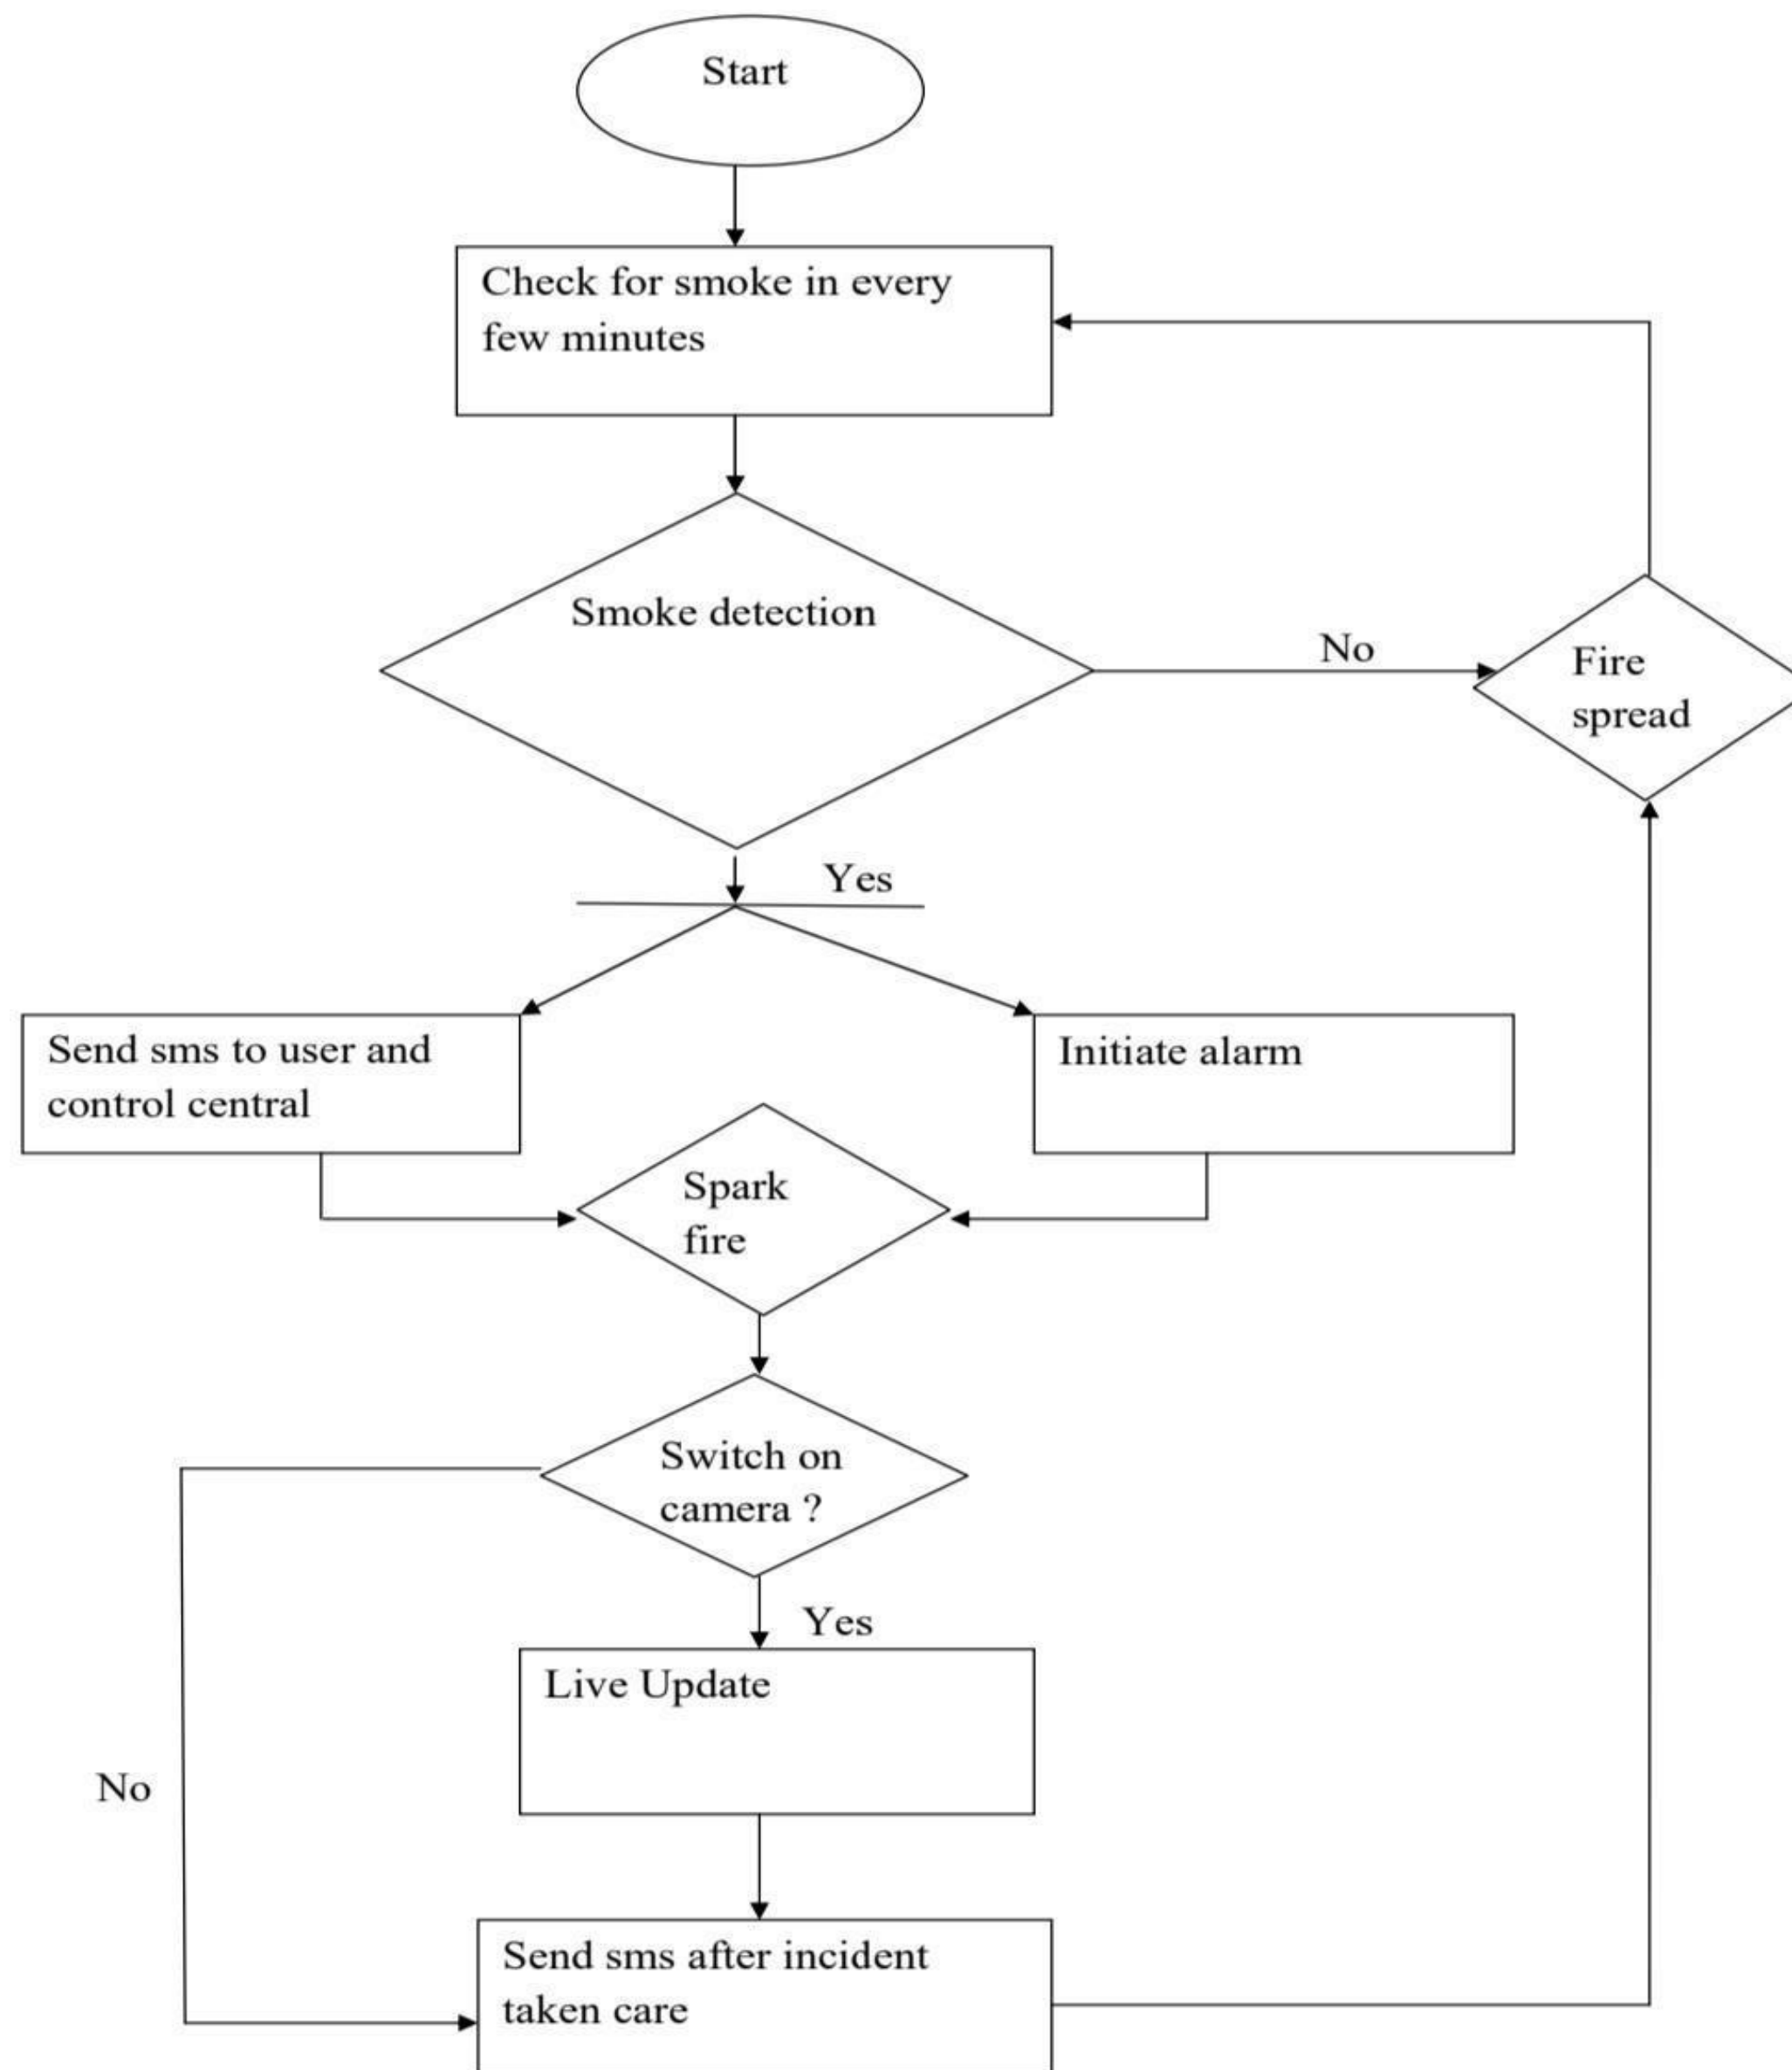 Start
Check for smoke in every
few minutes
Smoke detection
No
Fire
spread
Yes
Send sms to user and
control central
Initiate alarm
Spark
fire
Switch on
camera ?
Yes
Live Update
No
Send sms after incident
taken care